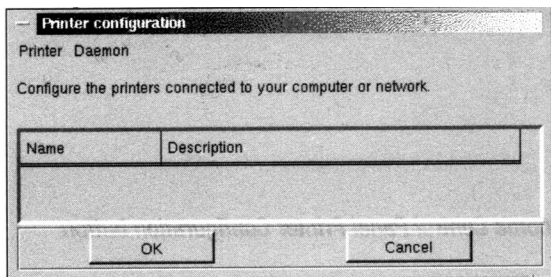 Printer configuration
Printer Daemon
Configure the printers connected to your computer or network.
Name Description
OK Cancel